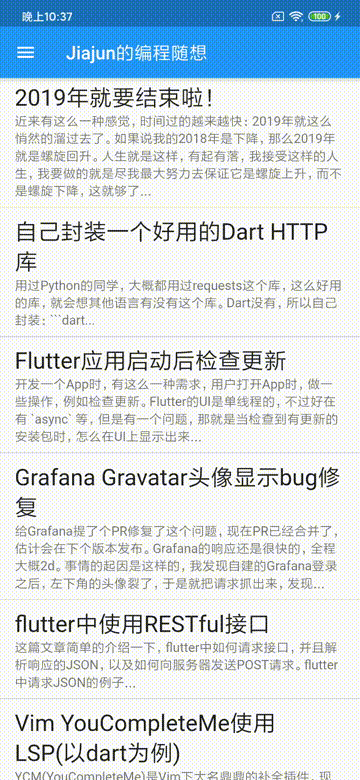 晚上10:37
100
Jiajun的编程随想
2019年就要结束啦！
近来有这么一种感觉，时间过的越来越快：2019年就这么
悄然的溜过去了。如果说我的2018年是下降，那么2019年
就是螺旋回升。人生就是这样，有起有落，我接受这样的人
生，我要做的就是尽我最大努力去保证它是螺旋上升，而不
是螺旋下降，这就够了...
自己封装一个好用的Dart HTTP
库
用过Python的同学，大概都用过requests这个库，这么好用
的库，就会想其他语言有没有这个库。Dart没有，所以自己
封装：```dart...
Flutter应用启动后检查更新
开发一个App时，有这么一种需求，用户打开App时，做一
些操作，例如检查更新。Flutter的UI是单线程的，不过好在
有 `async` 等，但是有一个问题，那就是当检查到有更新的
安装包时，怎么在UI上显示出来...
Grafana Gravatar头像显示bug修
复
给Grafana提了个PR修复了这个问题，现在PR已经合并了，
估计会在下个版本发布。Grafana的响应还是很快的，全程
大概2d。事情的起因是这样的，我发现自建的Grafana登录
之后，左下角的头像裂了，于是就把请求抓出来，发现...
flutter中使用RESTful接口
这篇文章简单的介绍一下，flutter中如何请求接口，并且解
析响应的JSON，以及如何向服务器发送POST请求。flutter
中请求JSON的例子...
Vim YouCompleteMe使用
LSP(以dart为例)
YCM(YouCompleteMe)是Vim下大名鼎鼎的补全插件，现